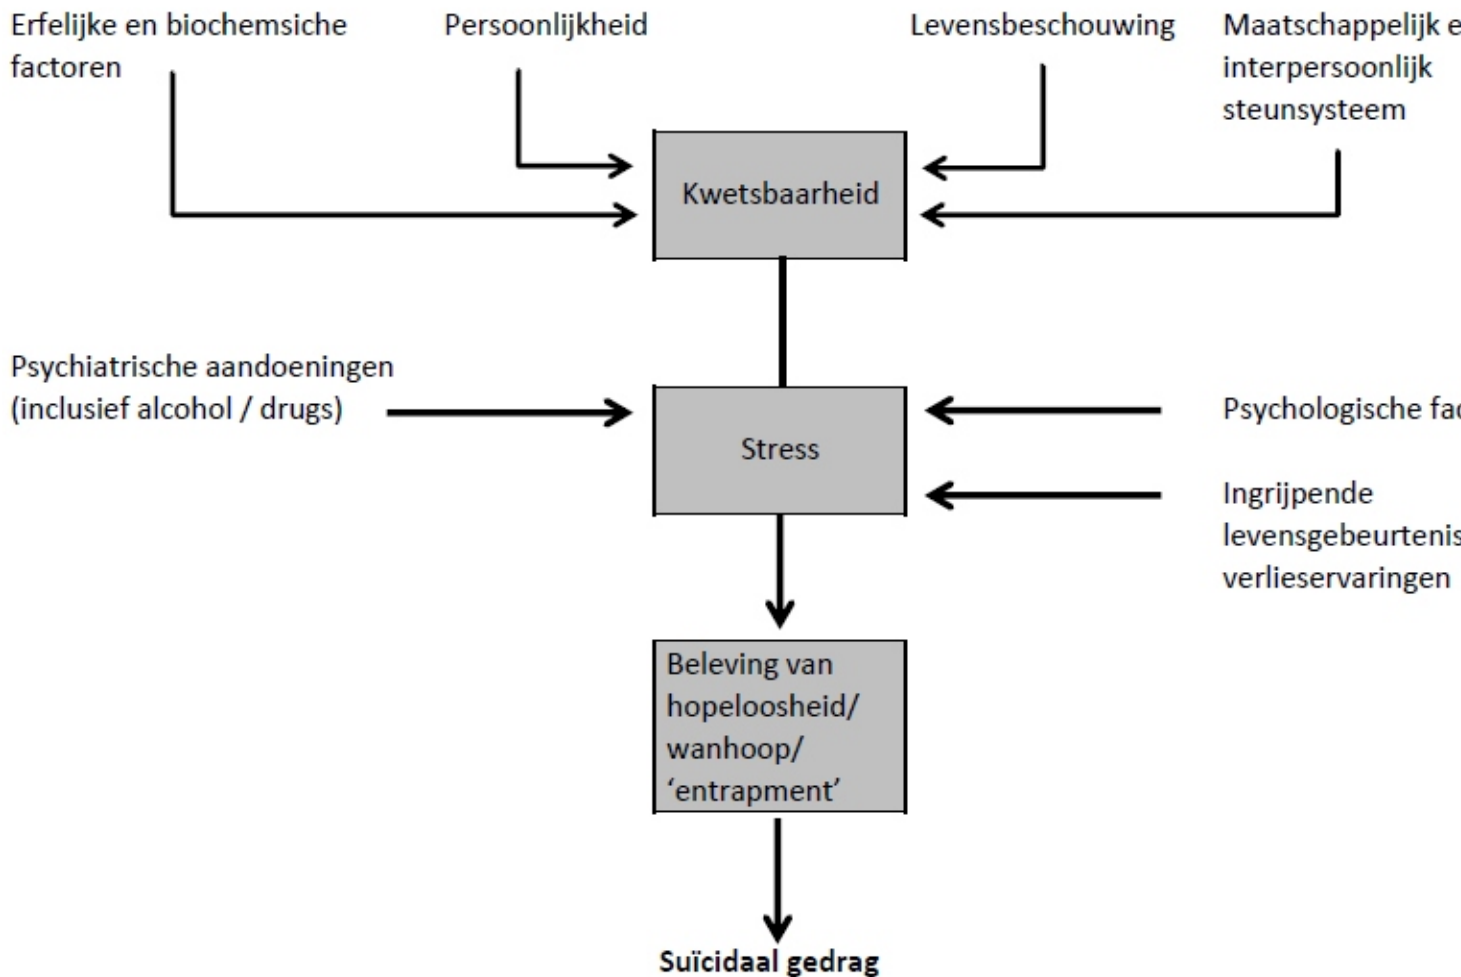 Erfelijke en biochemsiche
factoren
Persoonlijkheid
Levensbeschouwing
Maatschappelijk e
interpersoonlijk
steunsysteem
Kwetsbaarheid
Psychiatrische aandoeningen
(inclusief alcohol / drugs)
Stress
Psychologische fac
Ingrijpende
levensgebeurtenis
verlieservaringen
Beleving van
hopeloosheid/
wanhoop/
‘entrapment’
Suïcidaal gedrag